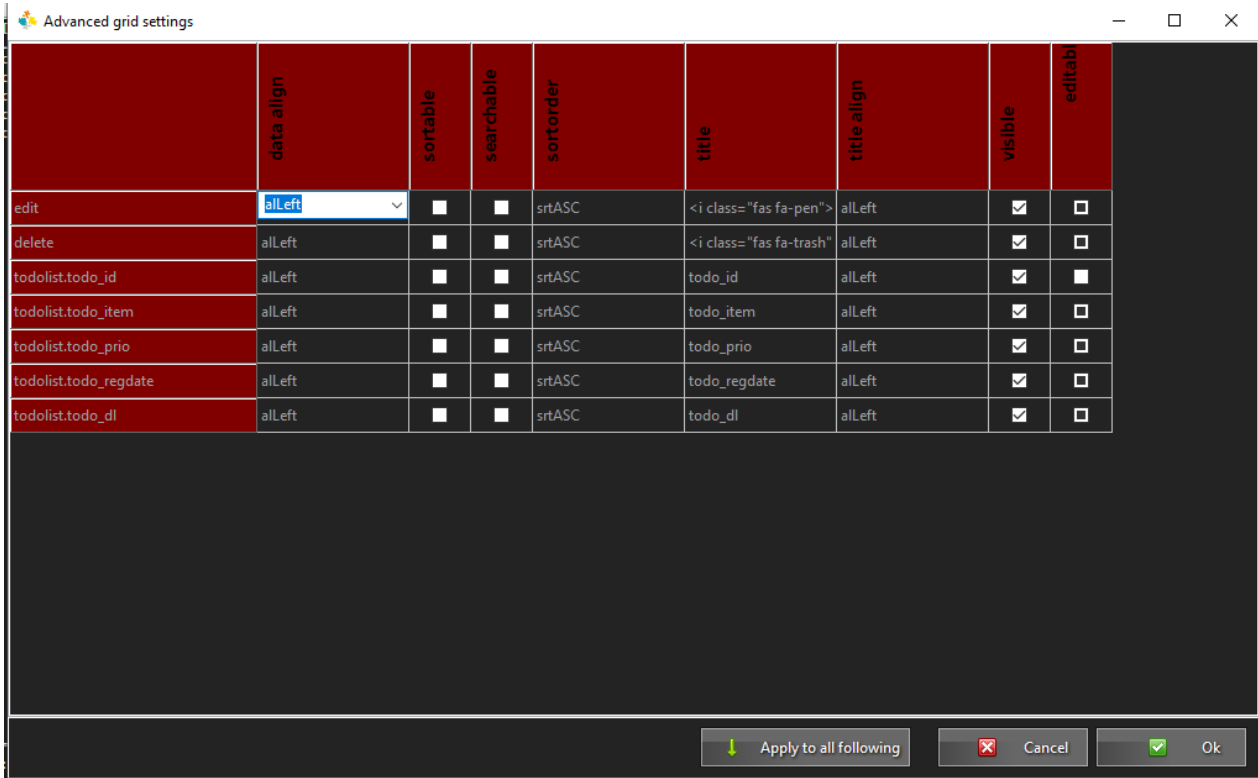 Advanced grid settings
data align sortable searchable sortorder title title align visible editabl
edit alLeft srtASC <i class="fas fa-pen"> alLeft
delete alLeft srtASC <i class="fas fa-trash" alLeft
todolist.todo_id alLeft srtASC todo_id alLeft
todolist.todo_item alLeft srtASC todo_item alLeft
todolist.todo_prio alLeft srtASC todo_prio alLeft
todolist.todo_regdate alLeft srtASC todo_regdate alLeft
todolist.todo_dl alLeft srtASC todo_dl alLeft
Apply to all following Cancel Ok